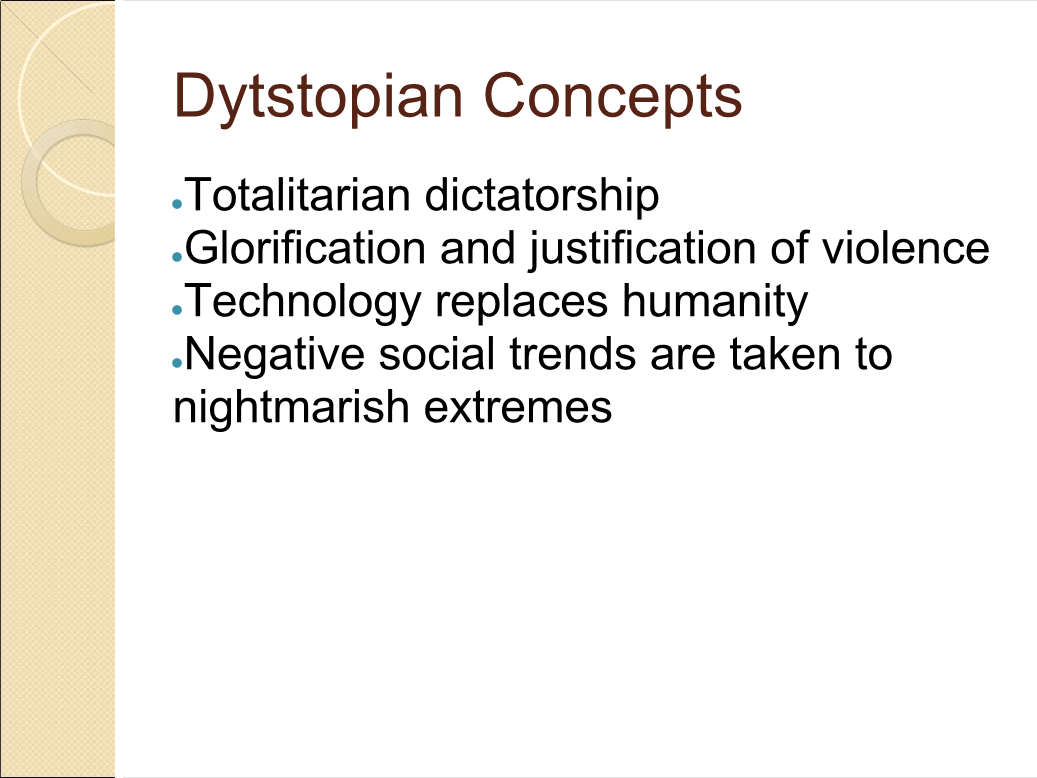 Dytstopian Concepts
●Totalitarian dictatorship
●Glorification and justification of violence
●Technology replaces humanity
●Negative social trends are taken to
nightmarish extremes